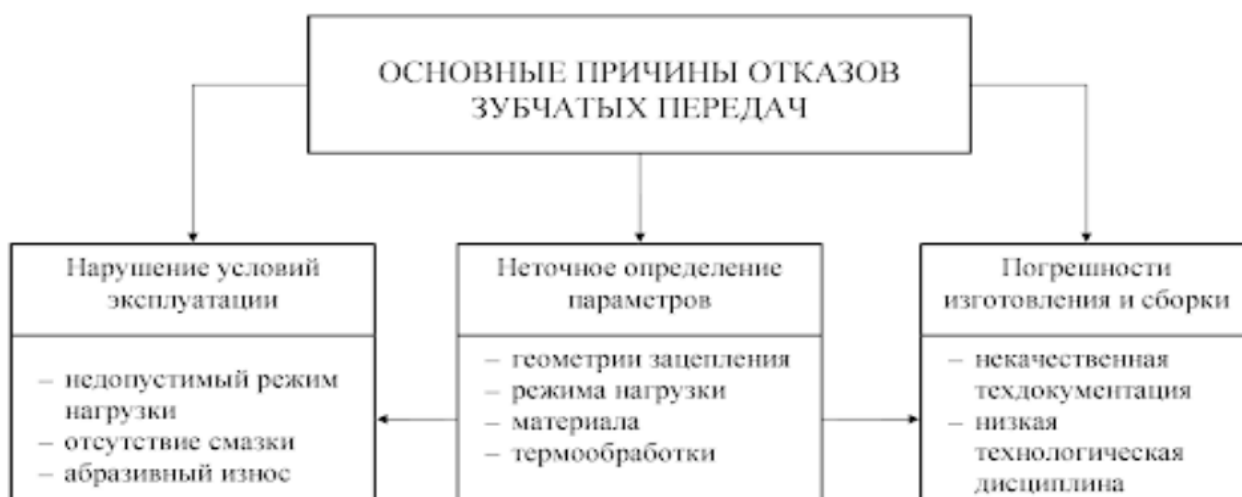 ОСНОВНЫЕ ПРИЧИНЫ ОТКАЗОВ
ЗУБЧАТЫХ ПЕРЕДАЧ
Нарушение условий
эксплуатации
– недопустимый режим
нагрузки
– отсутствие смазки
– абразивный износ
Неточное определение
параметров
– геометрии зацепления
– режима нагрузки
– материала
– термообработки
Погрешности
изготовления и сборки
– некачественная
техдокументация
– низкая
технологическая
дисциплина